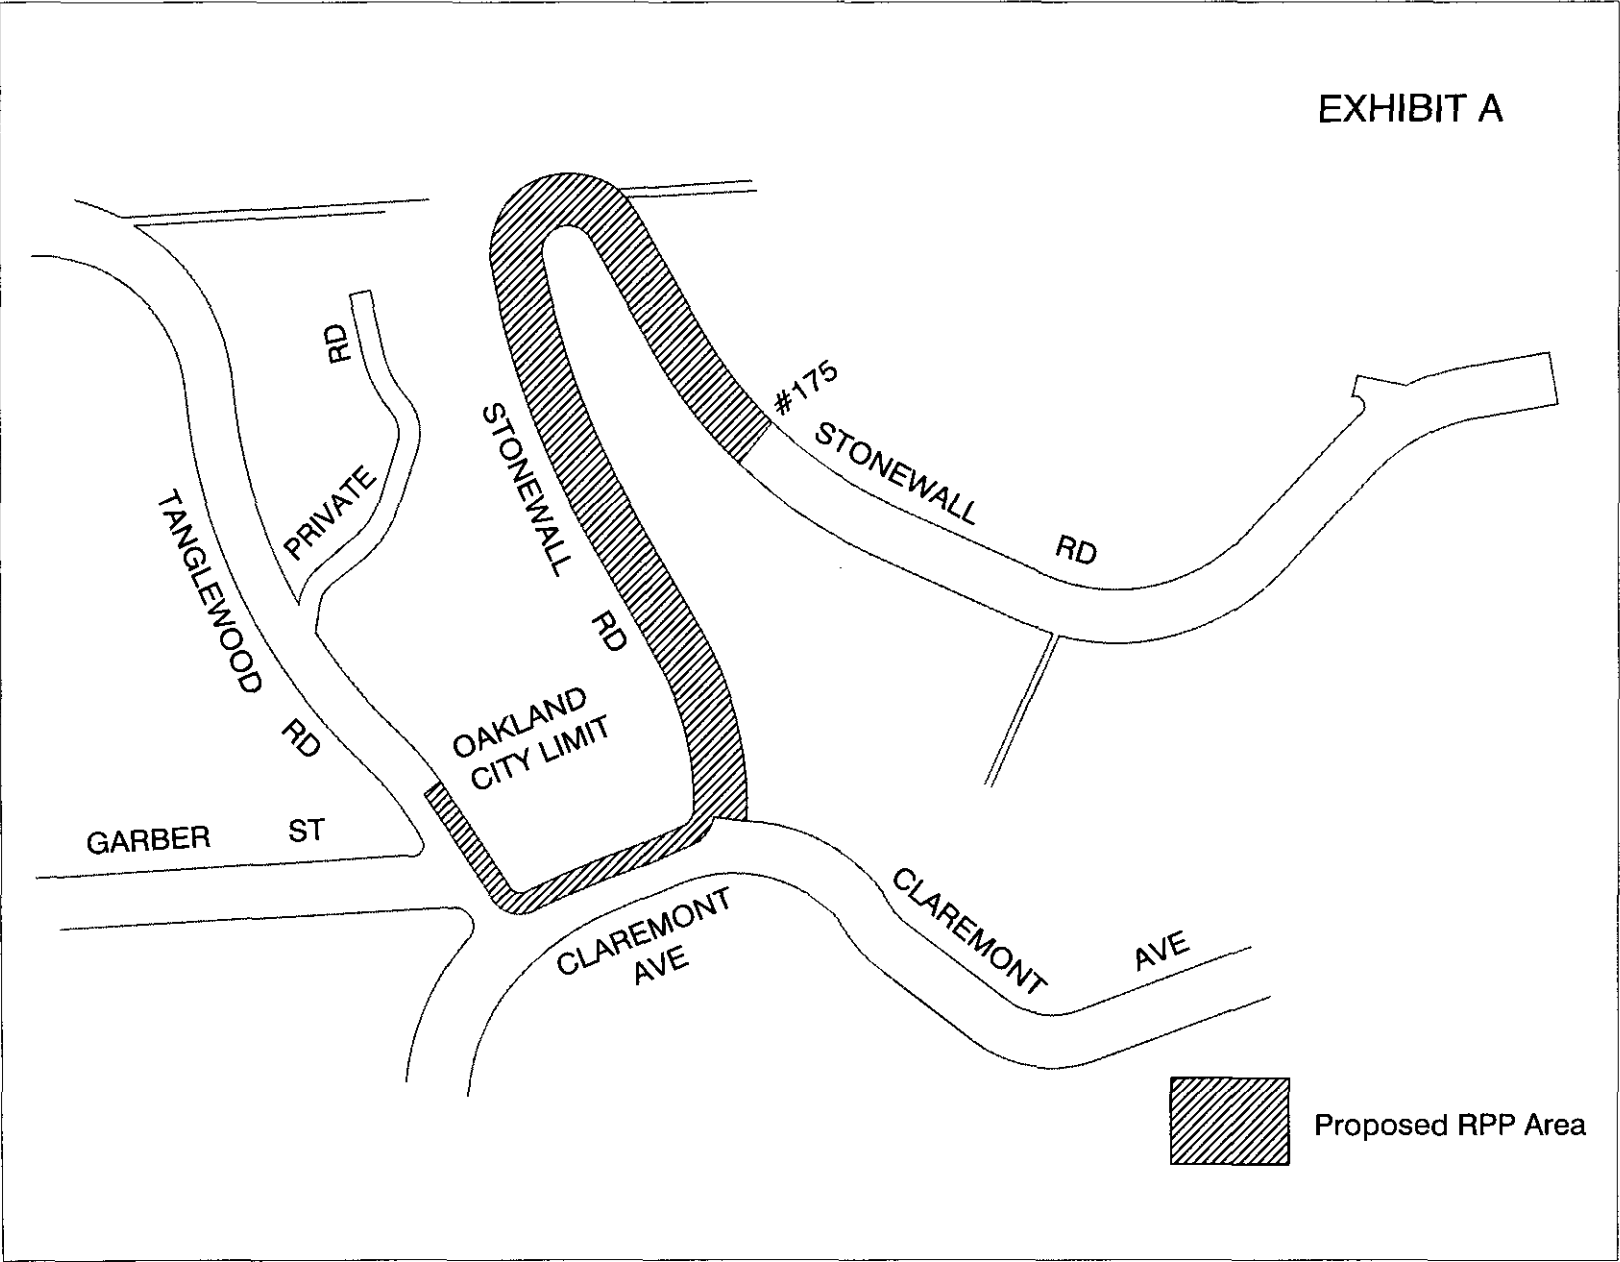 EXHIBIT A
RD
PRIVATE
#175
STONEWALL
RD
STONEWALL
RD
TANGLEWOOD
RD
OAKLAND
CITY LIMIT
GARBER ST
CLAREMONT
AVE
CLAREMONT
AVE
Proposed RPP Area